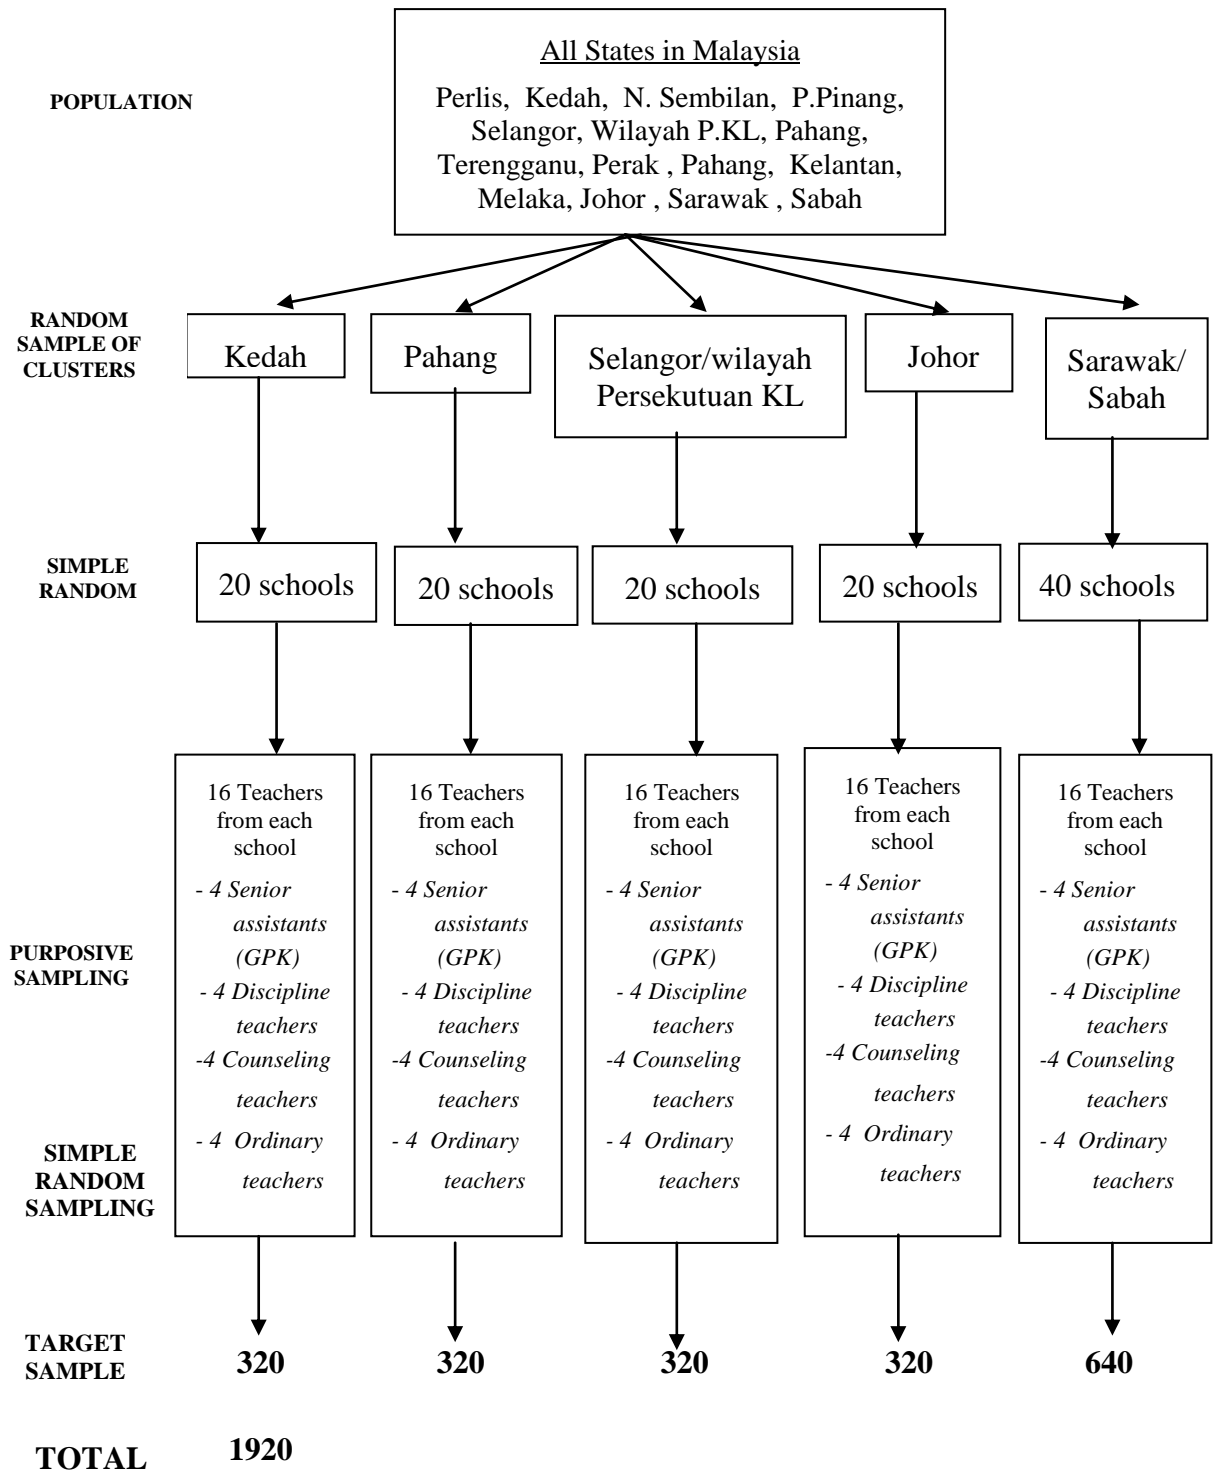 All States in Malaysia
POPULATION
Perlis, Kedah, N. Sembilan, P.Pinang,
Selangor, Wilayah P.KL, Pahang,
Terengganu, Perak , Pahang, Kelantan,
Melaka, Johor , Sarawak , Sabah
RANDOM
SAMPLE OF
CLUSTERS
Kedah
Pahang
Selangor/wilayah
Persekutuan KL
Johor
Sarawak/
Sabah
SIMPLE
RANDOM
20 schools
20 schools
20 schools
20 schools
40 schools
PURPOSIVE
SAMPLING
SIMPLE
RANDOM
SAMPLING
16 Teachers
from each
school
- 4 Senior
assistants
(GPK)
- 4 Discipline
teachers
-4 Counseling
teachers
- 4 Ordinary
teachers
16 Teachers
from each
school
- 4 Senior
assistants
(GPK)
- 4 Discipline
teachers
-4 Counseling
teachers
- 4 Ordinary
teachers
16 Teachers
from each
school
- 4 Senior
assistants
(GPK)
- 4 Discipline
teachers
-4 Counseling
teachers
- 4 Ordinary
teachers
16 Teachers
from each
school
- 4 Senior
assistants
(GPK)
- 4 Discipline
teachers
-4 Counseling
teachers
- 4 Ordinary
teachers
16 Teachers
from each
school
- 4 Senior
assistants
(GPK)
- 4 Discipline
teachers
-4 Counseling
teachers
- 4 Ordinary
teachers
TARGET
SAMPLE
320
320
320
320
640
TOTAL 1920